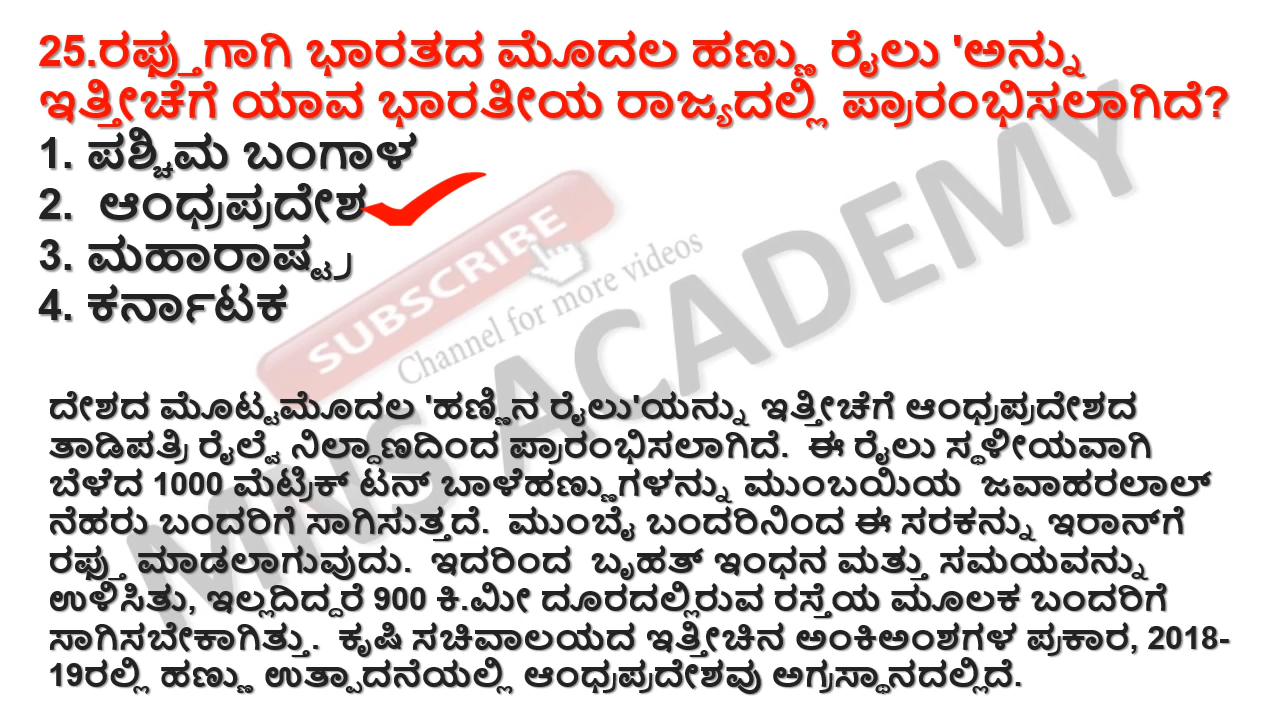 25.ರಫ್ತುಗಾಗಿ ಭಾರತದ ಮೊದಲ ಹಣ್ಣು ರೈಲು 'ಅನ್ನು
ಇತ್ತೀಚೆಗೆ ಯಾವ ಭಾರತೀಯ ರಾಜ್ಯದಲ್ಲಿ ಪ್ರಾರಂಭಿಸಲಾಗಿದೆ?
1. ಪಶ್ಚಿಮ ಬಂಗಾಳ
2. ಆಂಧ್ರಪ್ರದೇಶ
3. ಮಹಾರಾಷ್ಟ್ರ
4. ಕರ್ನಾಟಕ
SUBSCRIBE
Channel for more videos
MNS ACADEMY
ದೇಶದ ಮೊಟ್ಟಮೊದಲ 'ಹಣ್ಣಿನ ರೈಲು'ಯನ್ನು ಇತ್ತೀಚೆಗೆ ಆಂಧ್ರಪ್ರದೇಶದ
ತಾಡಿಪತ್ರಿ ರೈಲ್ವೆ ನಿಲ್ದಾಣದಿಂದ ಪ್ರಾರಂಭಿಸಲಾಗಿದೆ. ಈ ರೈಲು ಸ್ಥಳೀಯವಾಗಿ
ಬೆಳೆದ 1000 ಮೆಟ್ರಿಕ್ ಟನ್ ಬಾಳೆಹಣ್ಣುಗಳನ್ನು ಮುಂಬಯಿಯ ಜವಾಹರಲಾಲ್
ನೆಹರು ಬಂದರಿಗೆ ಸಾಗಿಸುತ್ತದೆ. ಮುಂಬೈ ಬಂದರಿನಿಂದ ಈ ಸರಕನ್ನು ಇರಾನ್‌ಗೆ
ರಫ್ತು ಮಾಡಲಾಗುವುದು. ಇದರಿಂದ ಬೃಹತ್ ಇಂಧನ ಮತ್ತು ಸಮಯವನ್ನು
ಉಳಿಸಿತು, ಇಲ್ಲದಿದ್ದರೆ 900 ಕಿ.ಮೀ ದೂರದಲ್ಲಿರುವ ರಸ್ತೆಯ ಮೂಲಕ ಬಂದರಿಗೆ
ಸಾಗಿಸಬೇಕಾಗಿತ್ತು. ಕೃಷಿ ಸಚಿವಾಲಯದ ಇತ್ತೀಚಿನ ಅಂಕಿಅಂಶಗಳ ಪ್ರಕಾರ, 2018-
19ರಲ್ಲಿ ಹಣ್ಣು ಉತ್ಪಾದನೆಯಲ್ಲಿ ಆಂಧ್ರಪ್ರದೇಶವು ಅಗ್ರಸ್ಥಾನದಲ್ಲಿದೆ.